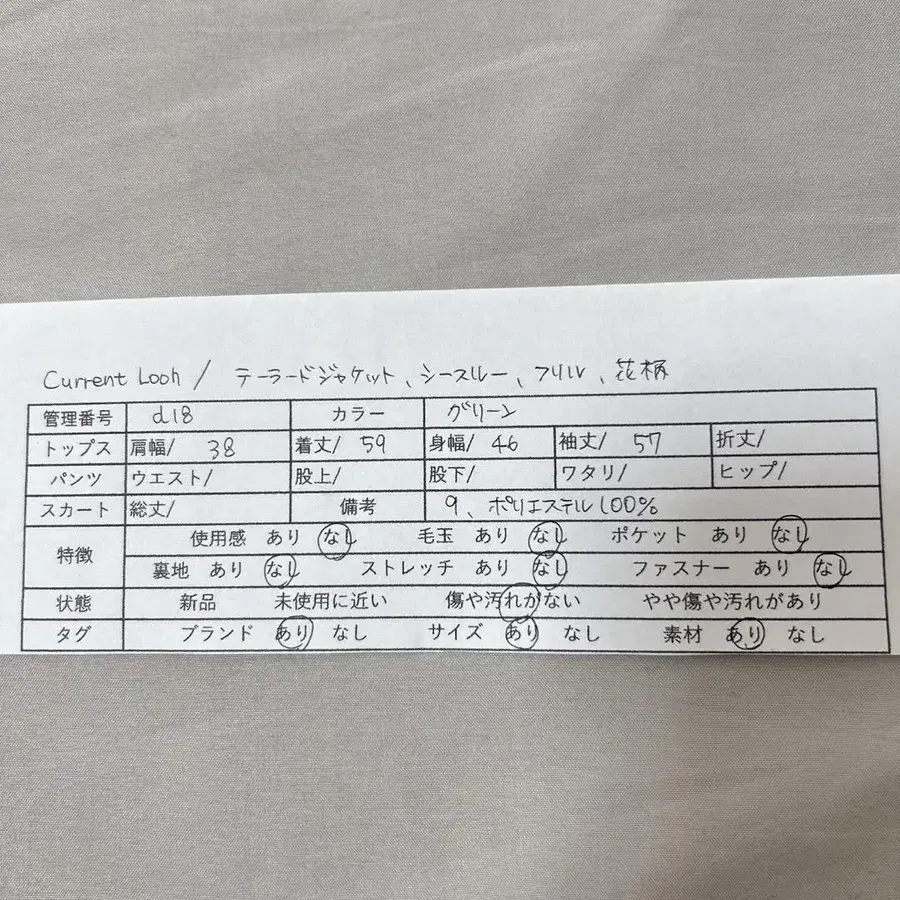 Current Look / テーラードジャケット、シースルー、フリル、花柄
管理番号 d18 カラー グリーン
トップス 肩幅/ 38 着丈/ 59 身幅/ 46 袖丈/ 57 折丈/
パンツ ウエスト/ 股上/ 股下/ ワタリ/ ヒップ/
スカート 総丈/ 備考 9、ポリエステル100%
特徴 使用感 あり なし 毛玉 あり なし ポケット あり なし
裏地 あり なし ストレッチ あり なし ファスナー あり なし
状態 新品 未使用に近い 傷や汚れがない やや傷や汚れがあり
タグ ブランド あり なし サイズ あり なし 素材 あり なし